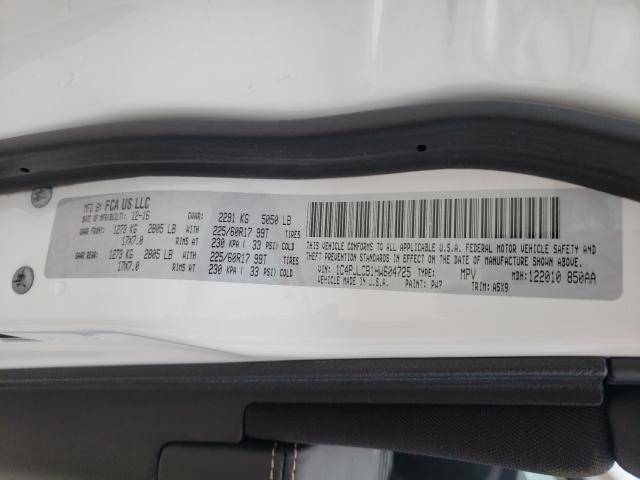 MFD BY FCA US LLC
DATE OF MFR/BUILT: 12-16 GVWR: 2291 KG 5050 LB
GAWR FRONT: 1273 KG 2805 LB WITH 225/60R17 99T TIRES
17X7.0 RIMS AT 230 KPA ( 33 PSI) COLD
GAWR REAR: 1273 KG 2805 LB WITH 225/60R17 99T TIRES
17X7.0 RIMS AT 230 KPA ( 33 PSI) COLD
THIS VEHICLE CONFORMS TO ALL APPLICABLE U.S.A. FEDERAL MOTOR VEHICLE SAFETY AND
THEFT PREVENTION STANDARDS IN EFFECT ON THE DATE OF MANUFACTURE SHOWN ABOVE.
VIN: 1C4PJLCB1HW604725 TYPE: MPV MDH: 122010 850AA
VEHICLE MADE IN U.S.A. PAINT: PW7 TRIM: A5X9